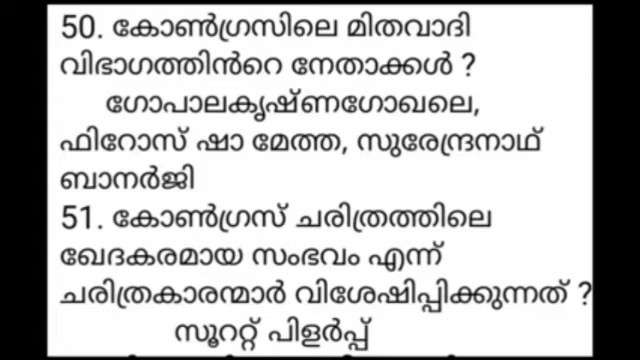 50. കോൺഗ്രസിലെ മിതവാദി
വിഭാഗത്തിൻറെ നേതാക്കൾ ?
ഗോപാലകൃഷ്ണഗോഖലെ,
ഫിറോസ് ഷാ മേത്ത, സുരേന്ദ്രനാഥ്
ബാനർജി
51. കോൺഗ്രസ് ചരിത്രത്തിലെ
ഖേദകരമായ സംഭവം എന്ന്
ചരിത്രകാരന്മാർ വിശേഷിപ്പിക്കുന്നത് ?
സൂററ്റ് പിളർപ്പ്